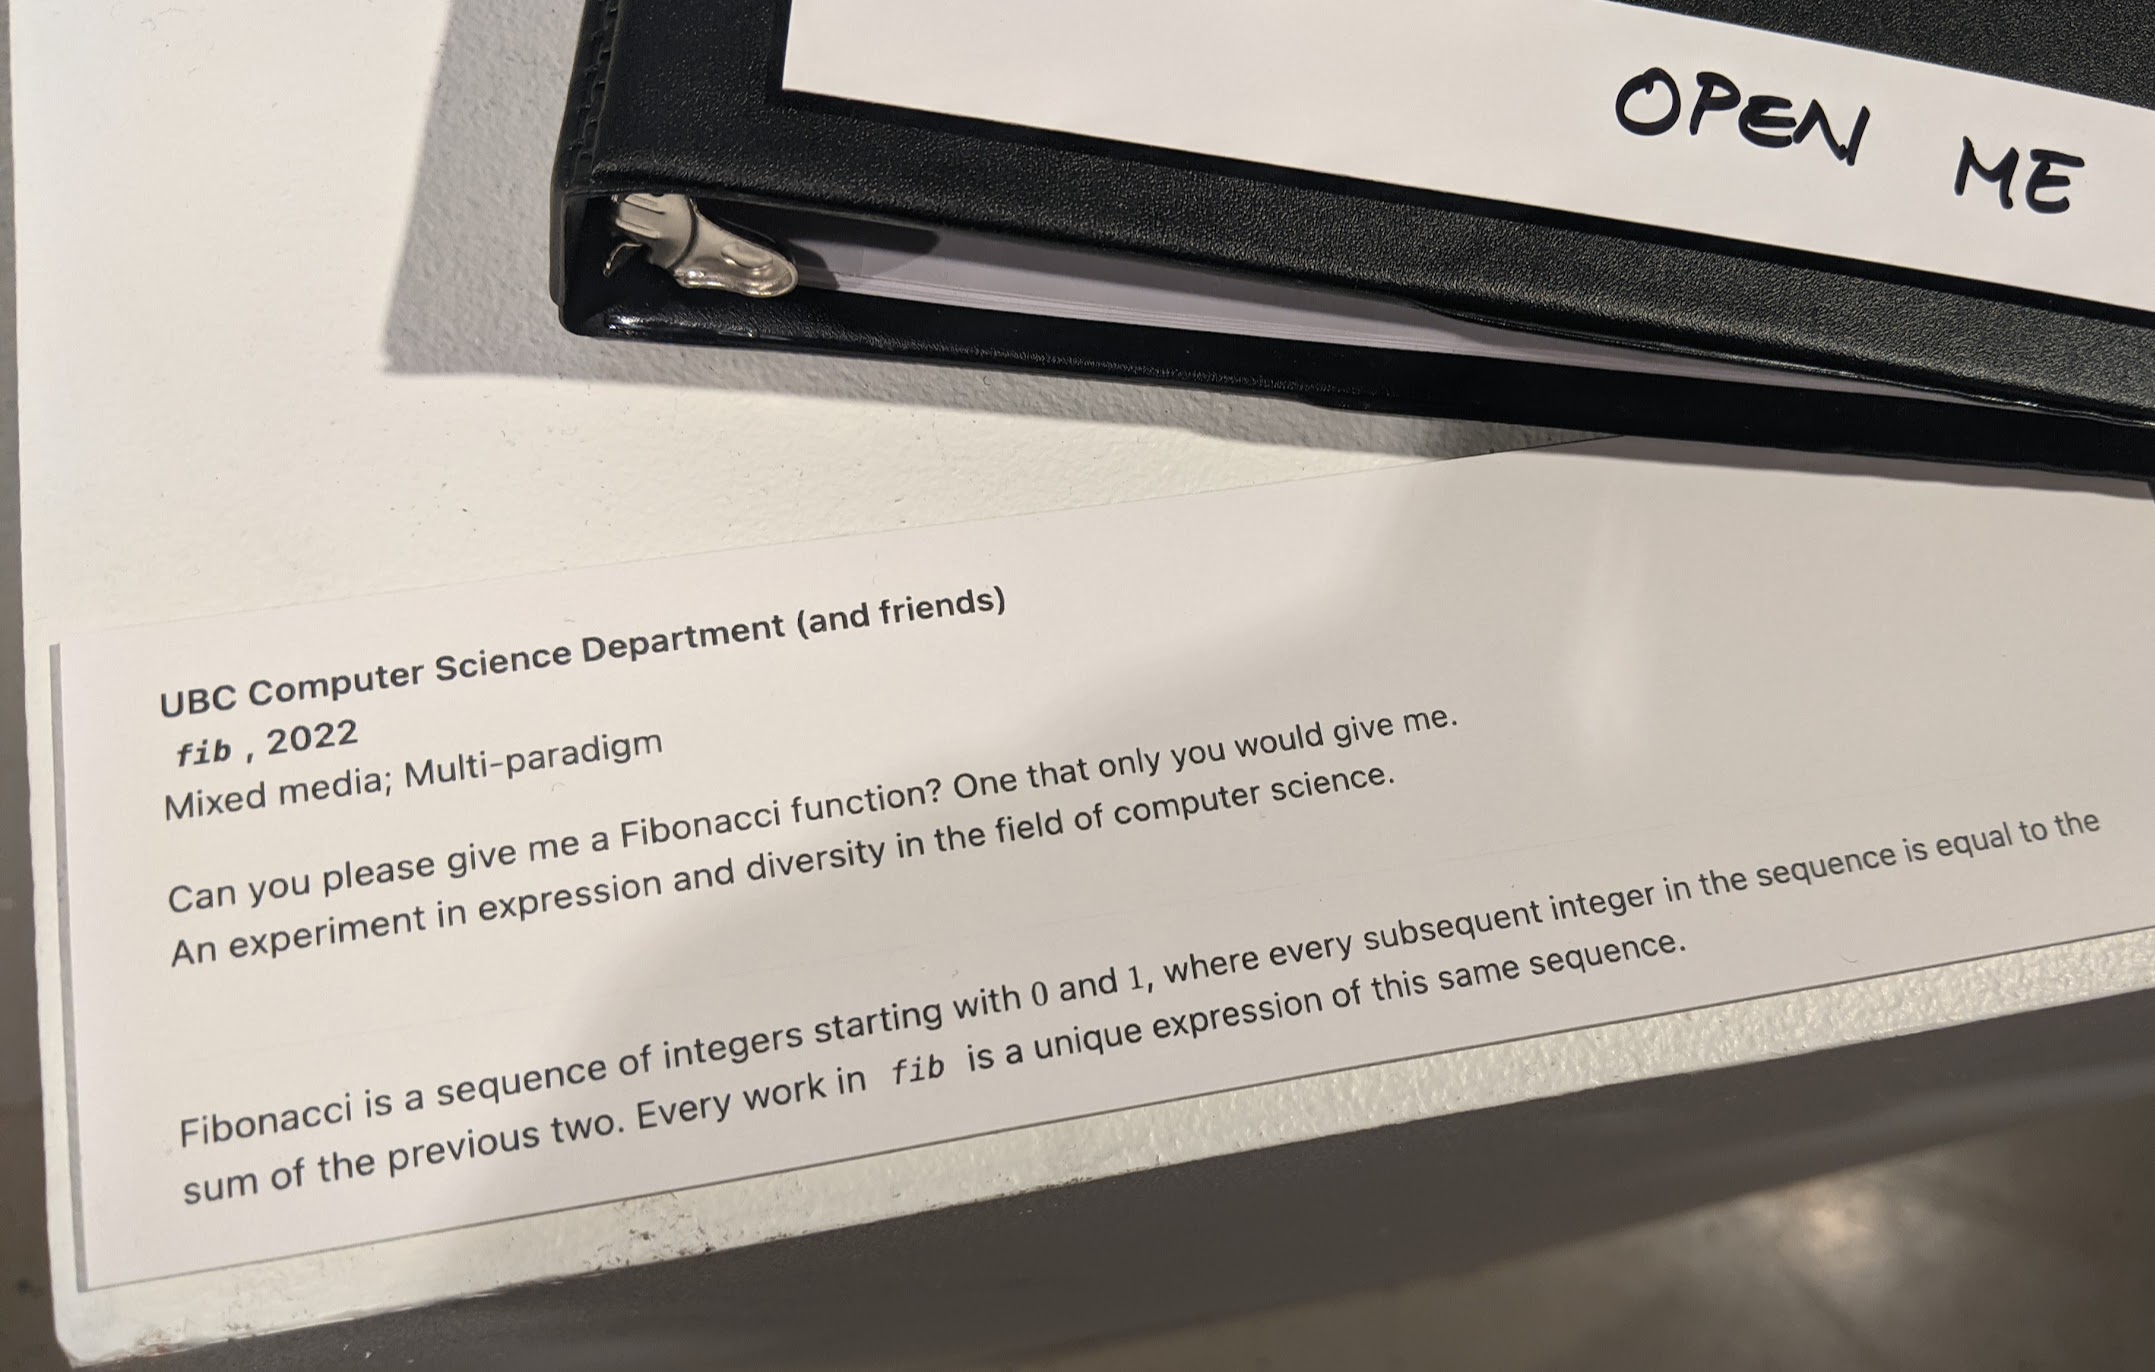 OPEN ME
UBC Computer Science Department (and friends)
fib , 2022
Mixed media; Multi-paradigm
Can you please give me a Fibonacci function? One that only you would give me.
An experiment in expression and diversity in the field of computer science.
Fibonacci is a sequence of integers starting with 0 and 1, where every subsequent integer in the sequence is equal to the
sum of the previous two. Every work in fib is a unique expression of this same sequence.